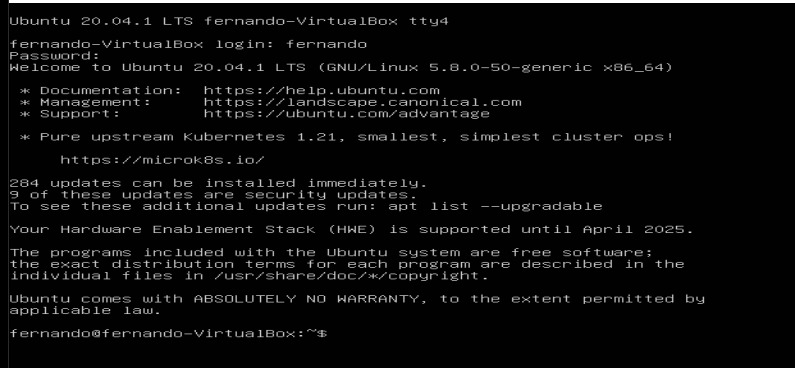 Ubuntu 20.04.1 LTS fernando-VirtualBox tty4
fernando-VirtualBox login: fernando
Password:
Welcome to Ubuntu 20.04.1 LTS (GNU/Linux 5.8.0-50-generic x86_64)
* Documentation:  https://help.ubuntu.com
* Management:     https://landscape.canonical.com
* Support:        https://ubuntu.com/advantage
* Pure upstream Kubernetes 1.21, smallest, simplest cluster ops!
https://microk8s.io/
284 updates can be installed immediately.
9 of these updates are security updates.
To see these additional updates run: apt list --upgradable
Your Hardware Enablement Stack (HWE) is supported until April 2025.
The programs included with the Ubuntu system are free software;
the exact distribution terms for each program are described in the
individual files in /usr/share/doc/*/copyright.
Ubuntu comes with ABSOLUTELY NO WARRANTY, to the extent permitted by
applicable law.
fernando@fernando-VirtualBox:~$